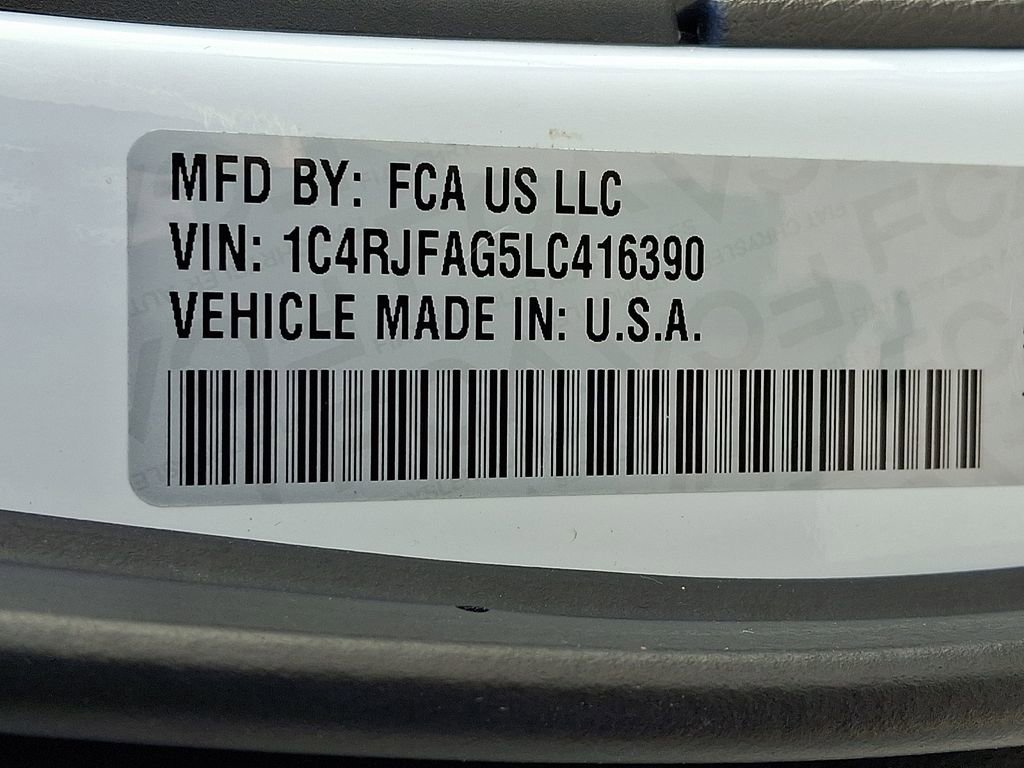 MFD BY: FCA US LLC
VIN: 1C4RJFAG5LC416390
VEHICLE MADE IN: U.S.A.